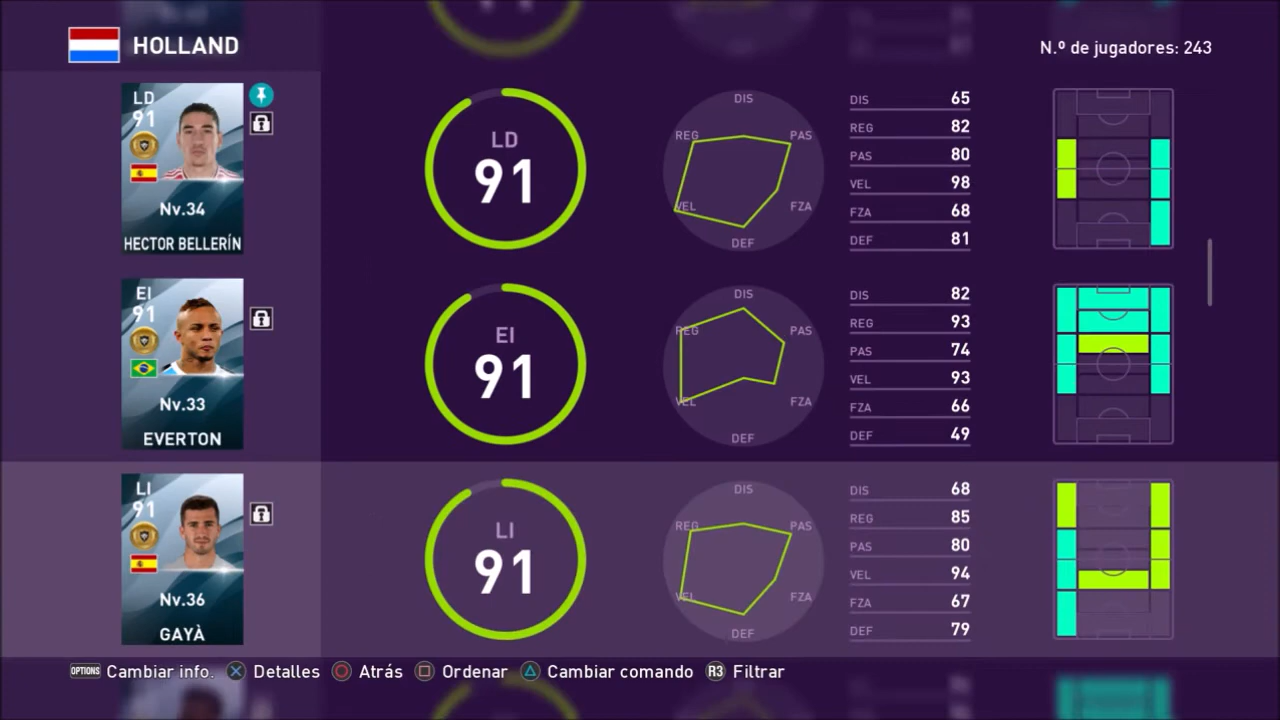 HOLLAND
N.º de jugadores: 243
LD
91
Nv.34
HECTOR BELLERÍN
LD
91
DIS
REG
PAS
VEL
FZA
DEF
DIS 65
REG 82
PAS 80
VEL 98
FZA 68
DEF 81
EI
91
Nv.33
EVERTON
EI
91
DIS
REG
PAS
VEL
FZA
DEF
DIS 82
REG 93
PAS 74
VEL 93
FZA 66
DEF 49
LI
91
Nv.36
GAYÀ
LI
91
DIS
REG
PAS
VEL
FZA
DEF
DIS 68
REG 85
PAS 80
VEL 94
FZA 67
DEF 79
OPTIONS Cambiar info. Detalles Atrás Ordenar Cambiar comando R3 Filtrar